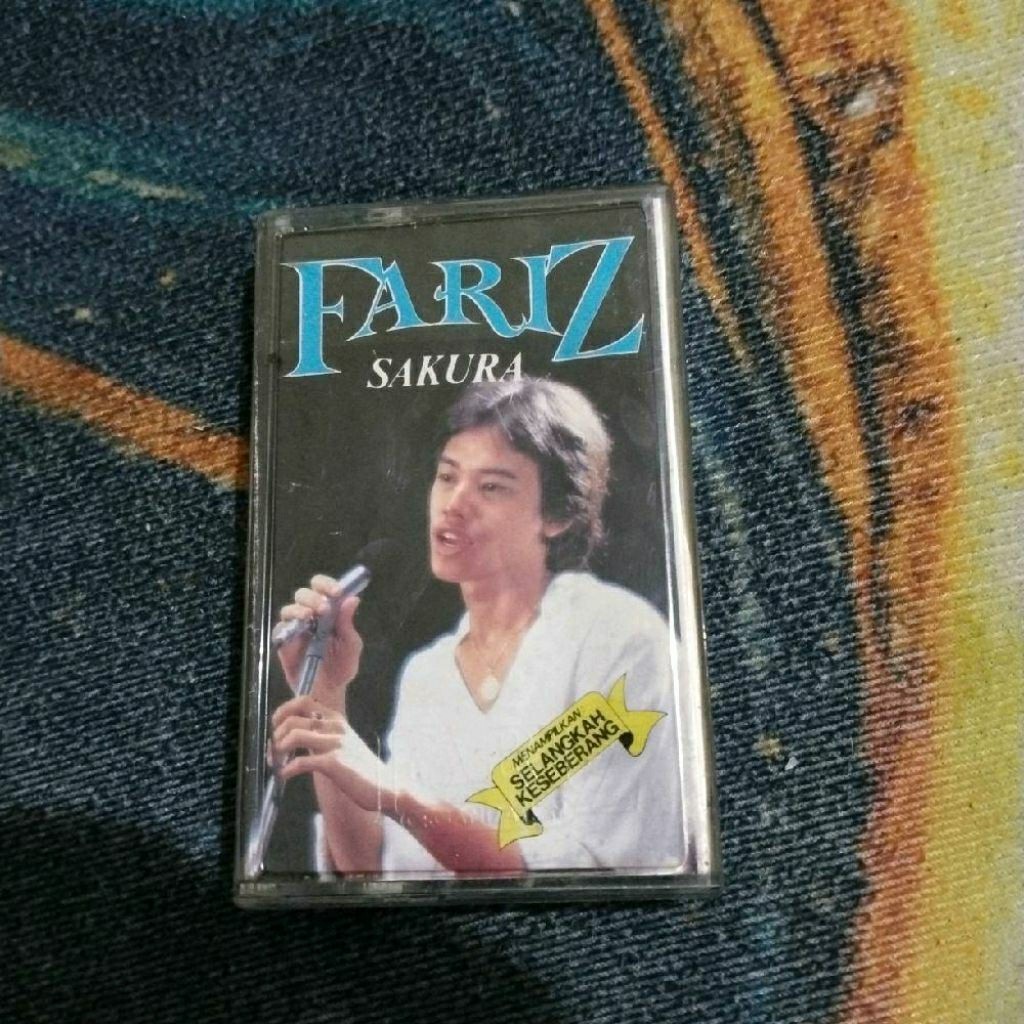 FARIZ
SAKURA
MENAMPILKAN
SELANGKAH
KESEBERANG